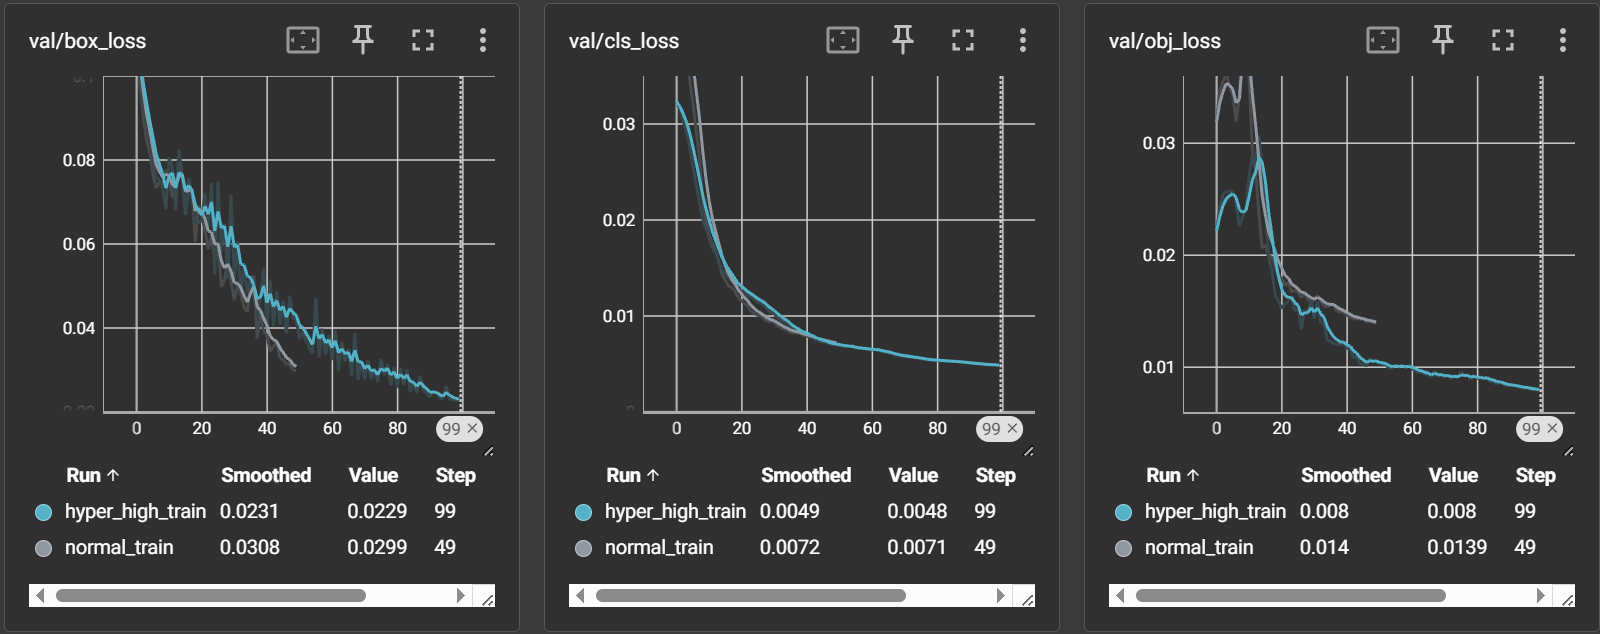 val/box_loss
0.08
0.06
0.04
0 20 40 60 80 99 ×
Run ↑ Smoothed Value Step
hyper_high_train 0.0231 0.0229 99
normal_train 0.0308 0.0299 49
val/cls_loss
0.03
0.02
0.01
0
0 20 40 60 80 99 ×
Run ↑ Smoothed Value Step
hyper_high_train 0.0049 0.0048 99
normal_train 0.0072 0.0071 49
val/obj_loss
0.03
0.02
0.01
0 20 40 60 80 99 ×
Run ↑ Smoothed Value Step
hyper_high_train 0.008 0.008 99
normal_train 0.014 0.0139 49